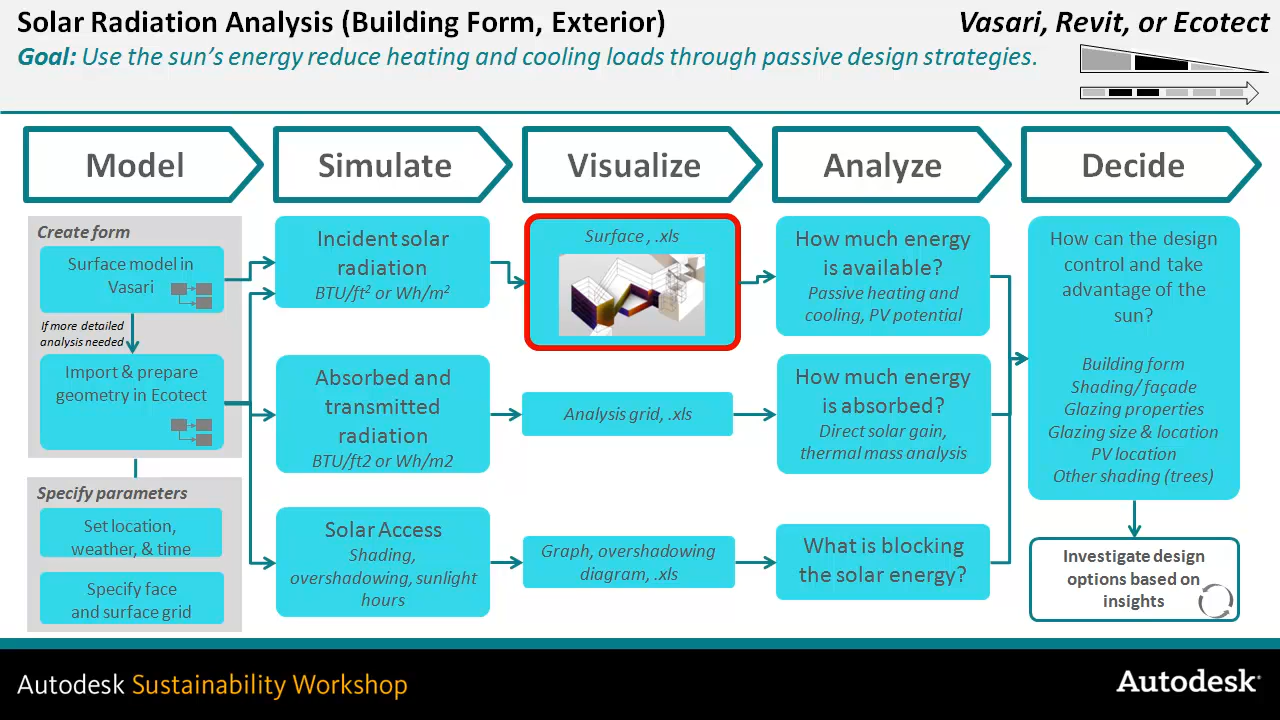 Solar Radiation Analysis (Building Form, Exterior)
Vasari, Revit, or Ecotect
Goal: Use the sun's energy reduce heating and cooling loads through passive design strategies.
Model
Simulate
Visualize
Analyze
Decide
Create form
Surface model in
Vasari
If more detailed
analysis needed
Import & prepare
geometry in Ecotect
Specify parameters
Set location,
weather, & time
Specify face
and surface grid
Incident solar
radiation
BTU/ft² or Wh/m²
Absorbed and
transmitted
radiation
BTU/ft2 or Wh/m2
Solar Access
Shading,
overshadowing, sunlight
hours
Surface , .xls
Analysis grid, .xls
Graph, overshadowing
diagram, .xls
How much energy
is available?
Passive heating and
cooling, PV potential
How much energy
is absorbed?
Direct solar gain,
thermal mass analysis
What is blocking
the solar energy?
How can the design
control and take
advantage of the
sun?
Building form
Shading/ façade
Glazing properties
Glazing size & location
PV location
Other shading (trees)
Investigate design
options based on
insights
Autodesk Sustainability Workshop
Autodesk